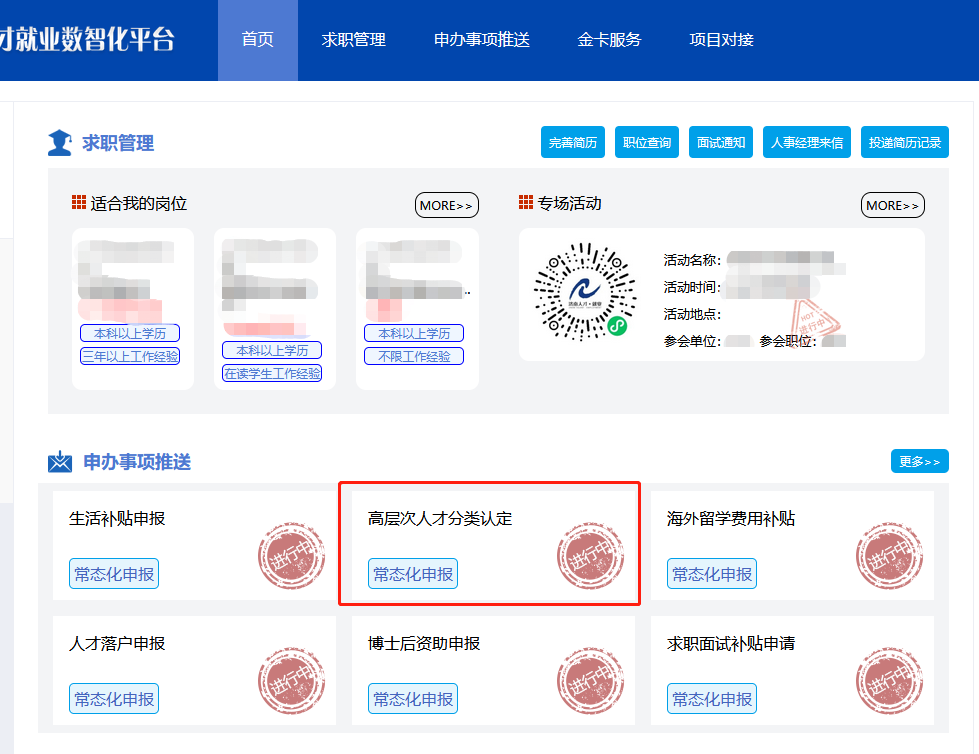 才就业数智化平台
首页 求职管理 申办事项推送 金卡服务 项目对接
求职管理
完善简历 职位查询 面试通知 人事经理来信 投递简历记录
适合我的岗位 MORE>>
本科以上学历
三年以上工作经验
..
本科以上学历
在读学生工作经验
本科以上学历
不限工作经验
专场活动 MORE>>
济南人才·就业
活动名称：
活动时间：
活动地点：
参会单位： 参会职位：
HOT
进行中
申办事项推送 更多>>
生活补贴申报
常态化申报
进行中
高层次人才分类认定
常态化申报
进行中
海外留学费用补贴
常态化申报
进行中
人才落户申报
常态化申报
进行中
博士后资助申报
常态化申报
进行中
求职面试补贴申请
常态化申报
进行中